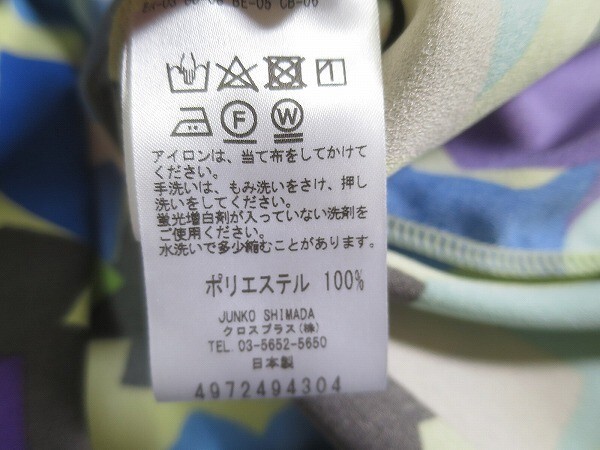 F W
アイロンは、当て布をしてかけて
ください。
手洗いは、もみ洗いをさけ、押し
洗いをしてください。
蛍光増白剤が入っていない洗剤を
ご使用ください。
水洗いで多少縮むことがあります。
ポリエステル 100%
JUNKO SHIMADA
クロスプラス(株)
TEL.03-5652-5650
日本製
4972494304